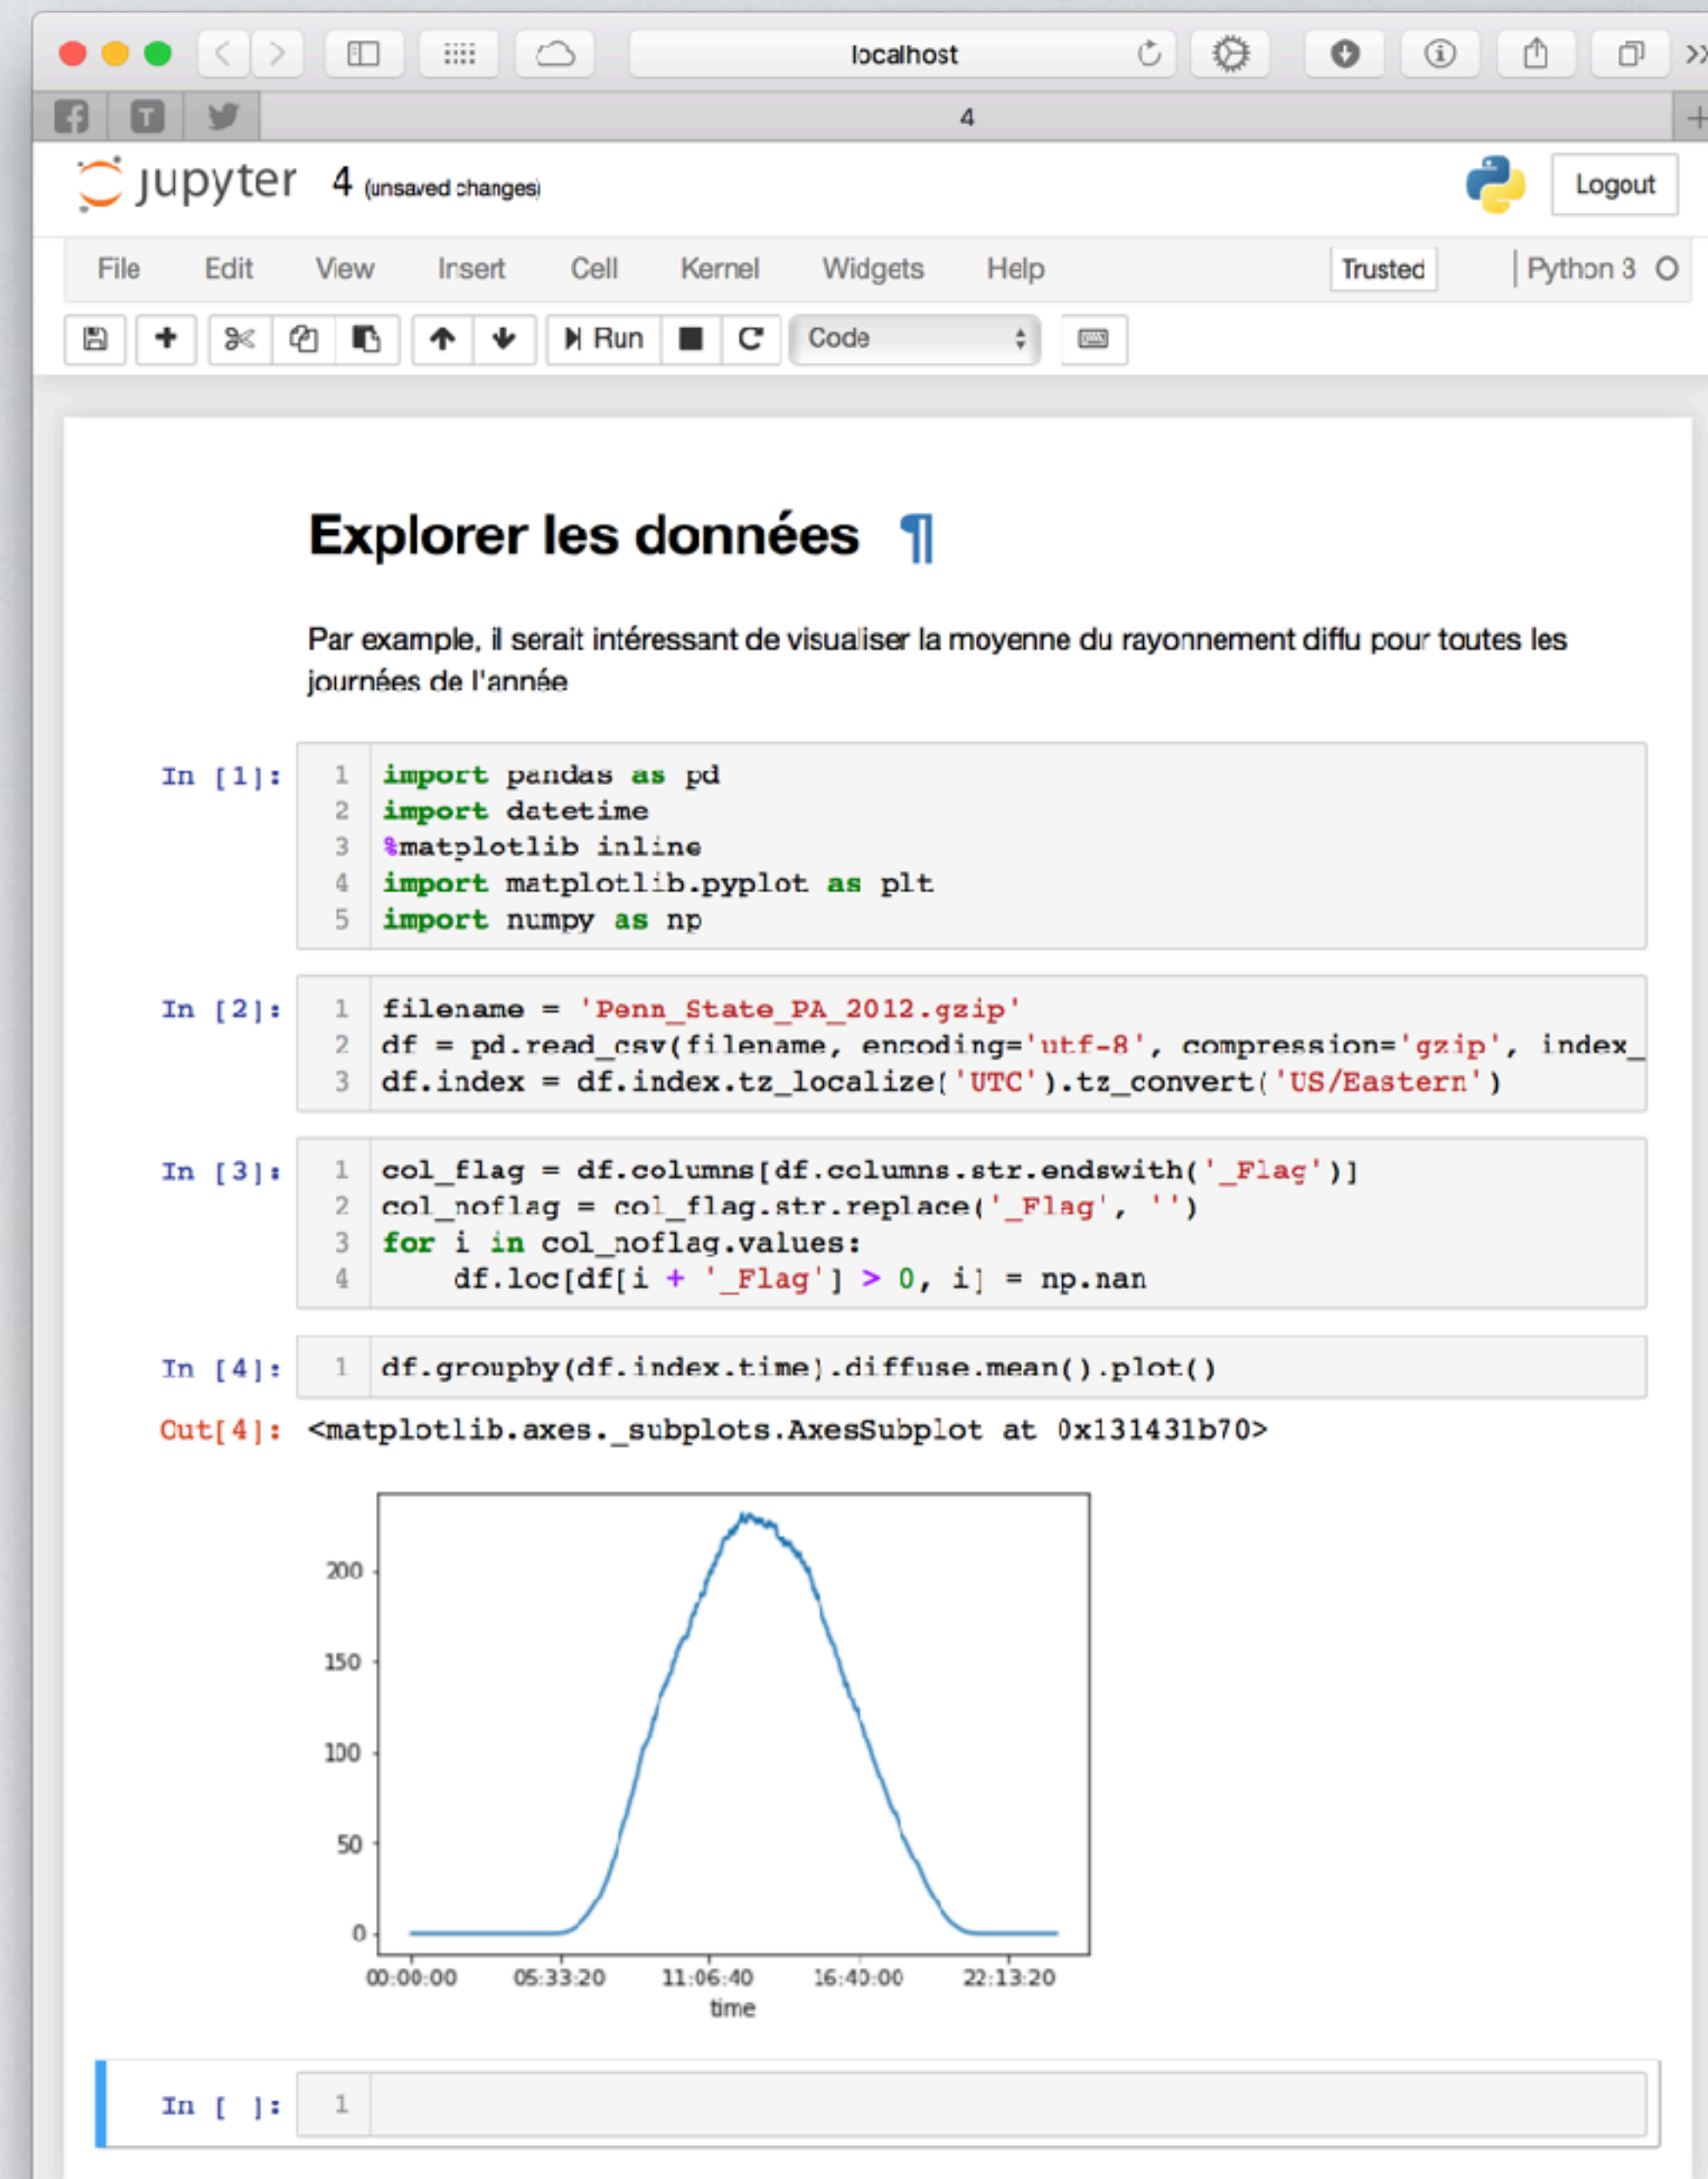 localhost
T
4
jupyter 4 (unsaved changes)
Logout
File Edit View Insert Cell Kernel Widgets Help Trusted | Python 3
Run Code
Explorer les données ¶
Par example, il serait intéressant de visualiser la moyenne du rayonnement diffu pour toutes les
journées de l'année
In [1]:
1 import pandas as pd
2 import datetime
3 %matplotlib inline
4 import matplotlib.pyplot as plt
5 import numpy as np
In [2]:
1 filename = 'Penn_State_PA_2012.gzip'
2 df = pd.read_csv(filename, encoding='utf-8', compression='gzip', index_
3 df.index = df.index.tz_localize('UTC').tz_convert('US/Eastern')
In [3]:
1 col_flag = df.columns[df.columns.str.endswith('_Flag')]
2 col_noflag = col_flag.str.replace('_Flag', '')
3 for i in col_noflag.values:
4     df.loc[df[i + '_Flag'] > 0, i] = np.nan
In [4]:
1 df.groupby(df.index.time).diffuse.mean().plot()
Out[4]: <matplotlib.axes._subplots.AxesSubplot at 0x131431b70>
200
150
100
50
0
00:00:00 05:33:20 11:06:40 16:40:00 22:13:20
time
In [ ]: 1